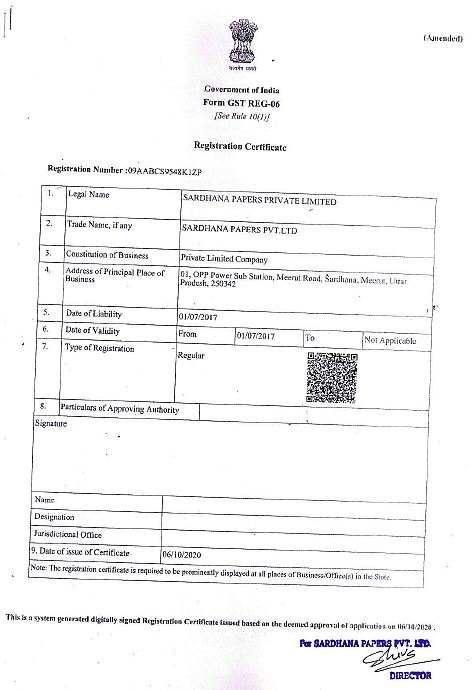 (Amended)
सत्यमेव जयते
Government of India
Form GST REG-06
[See Rule 10(1)]
Registration Certificate
Registration Number :09AABCS9548K1ZP
1. Legal Name SARDHANA PAPERS PRIVATE LIMITED
2. Trade Name, if any SARDHANA PAPERS PVT.LTD
3. Constitution of Business Private Limited Company
4. Address of Principal Place of Business 01, OPP Power Sub Station, Meerut Road, Sardhana, Meerut, Uttar
Pradesh, 250342
5. Date of Liability 01/07/2017
6. Date of Validity From 01/07/2017 To Not Applicable
7. Type of Registration Regular
8. Particulars of Approving Authority
Signature
Name
Designation
Jurisdictional Office
9. Date of issue of Certificate 06/10/2020
Note: The registration certificate is required to be prominently displayed at all places of Business/Office(s) in the State.
This is a system generated digitally signed Registration Certificate issued based on the deemed approval of application on 06/10/2020 .
For SARDHANA PAPERS PVT. LTD.
DIRECTOR